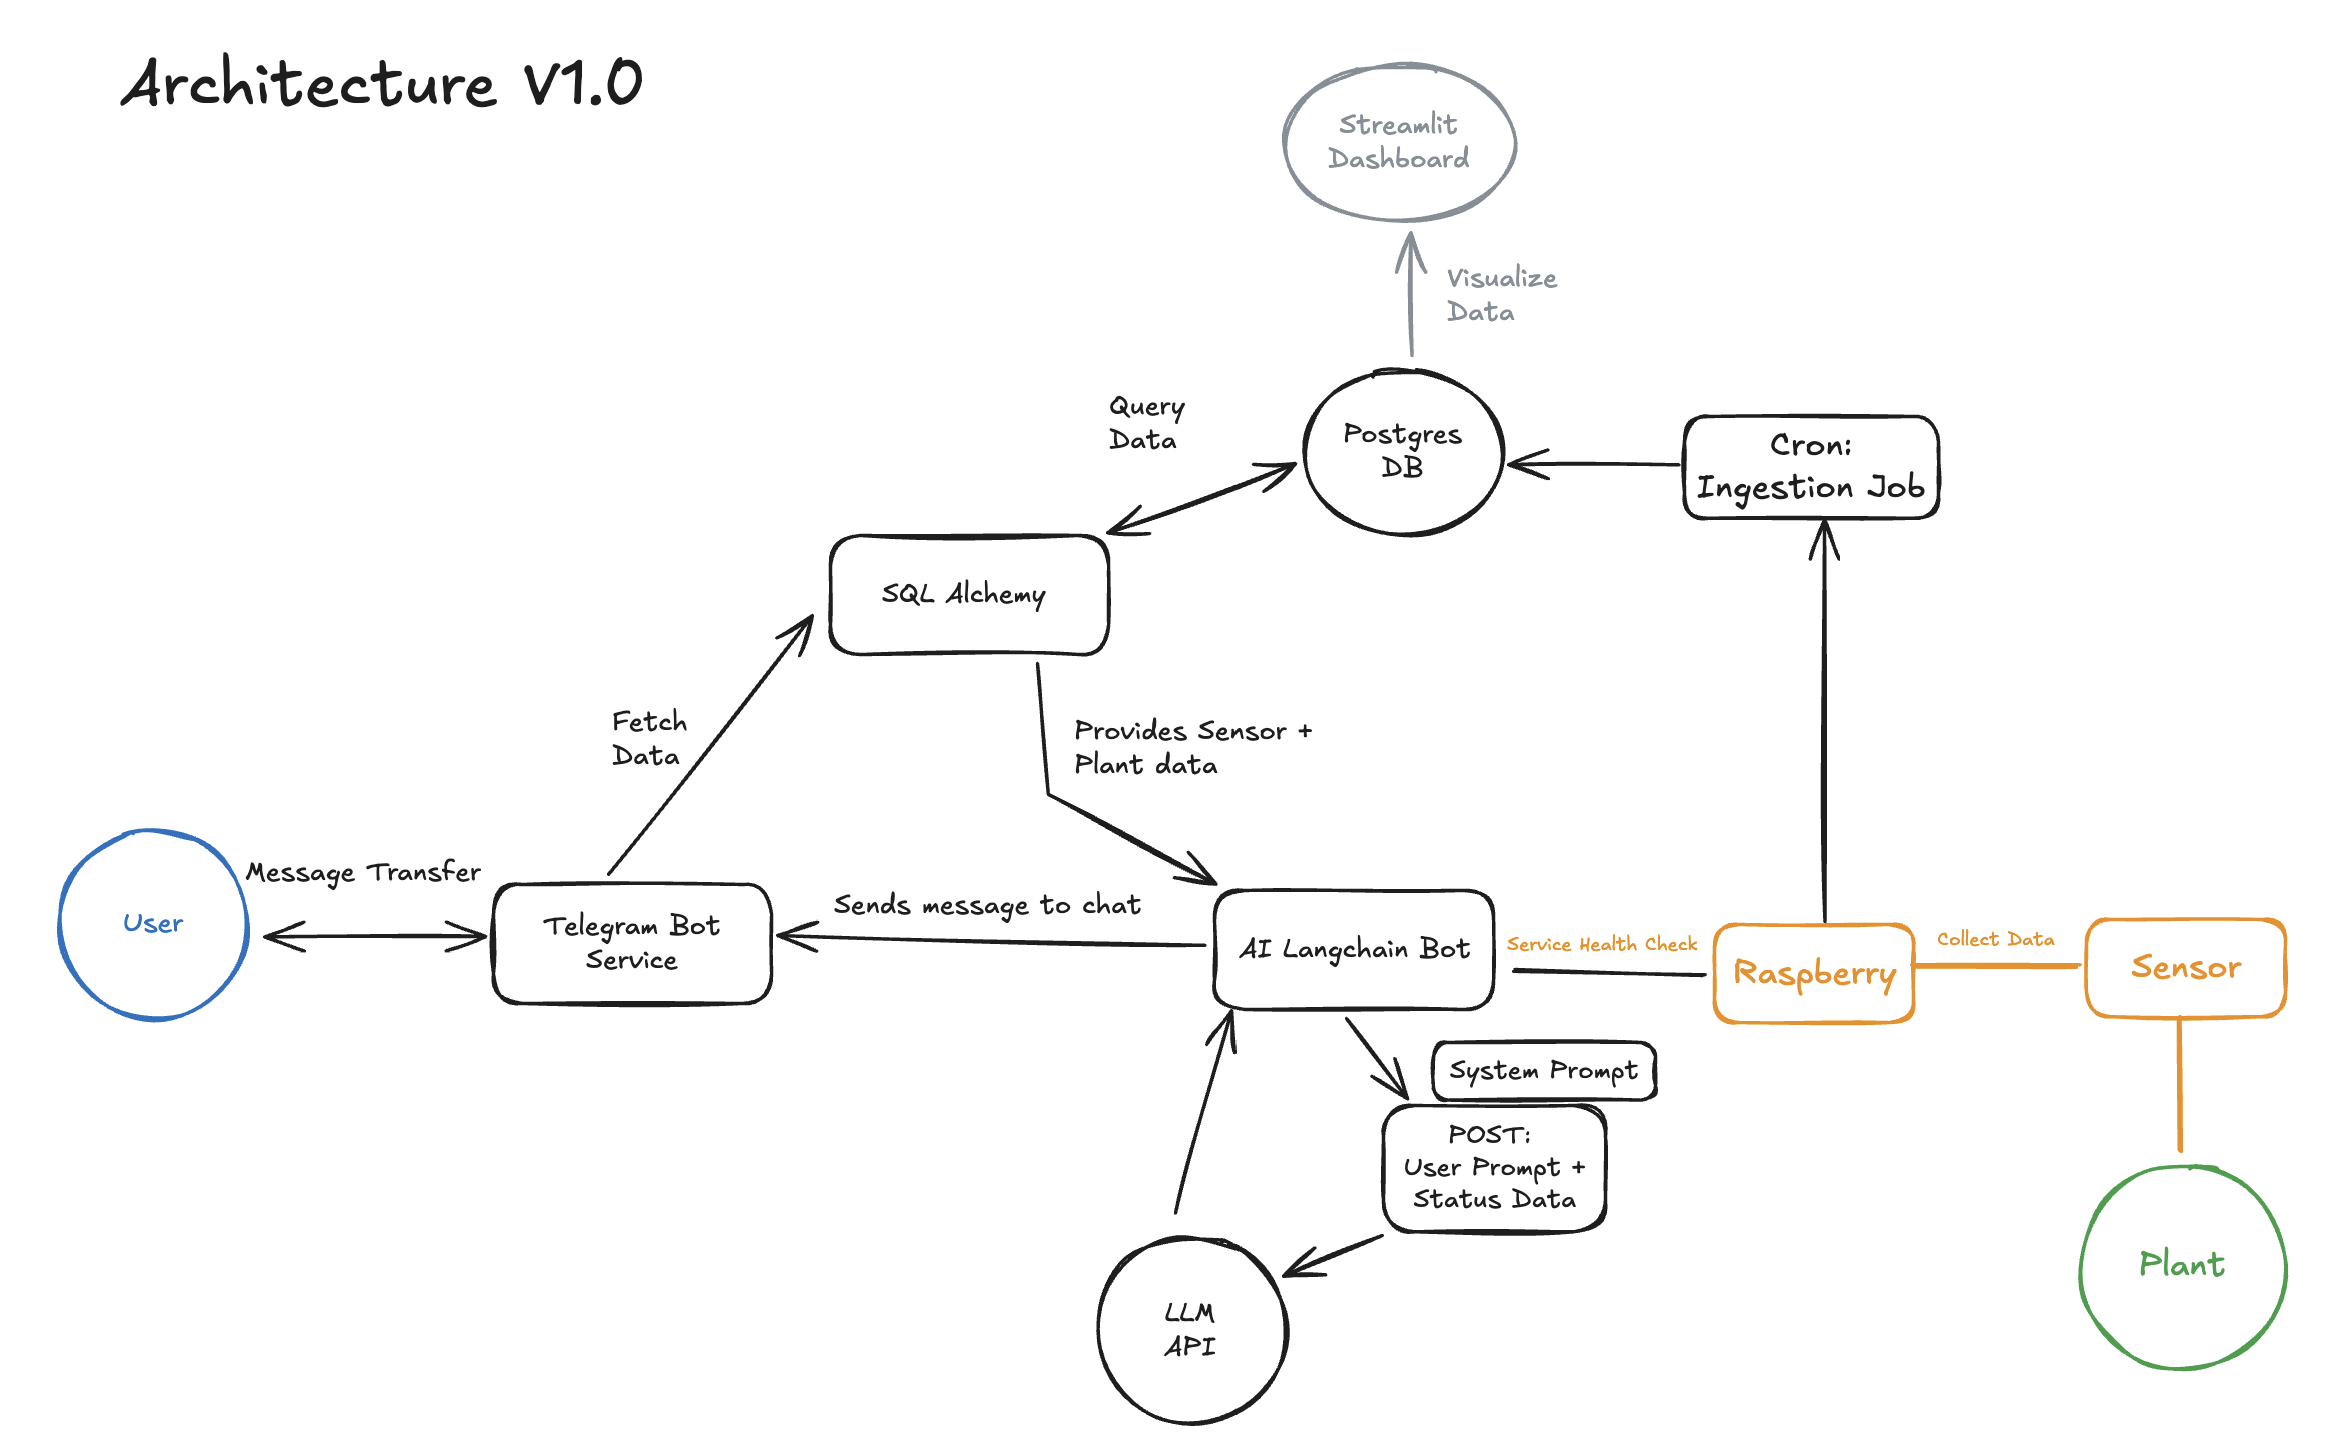 Architecture V1.0
Streamlit
Dashboard
Visualize
Data
Query
Data
Postgres
DB
Cron:
Ingestion Job
SQL Alchemy
Fetch
Data
Provides Sensor +
Plant data
User
Message Transfer
Telegram Bot
Service
Sends message to chat
AI Langchain Bot
Service Health Check
Raspberry
Collect Data
Sensor
System Prompt
POST:
User Prompt +
Status Data
LLM
API
Plant